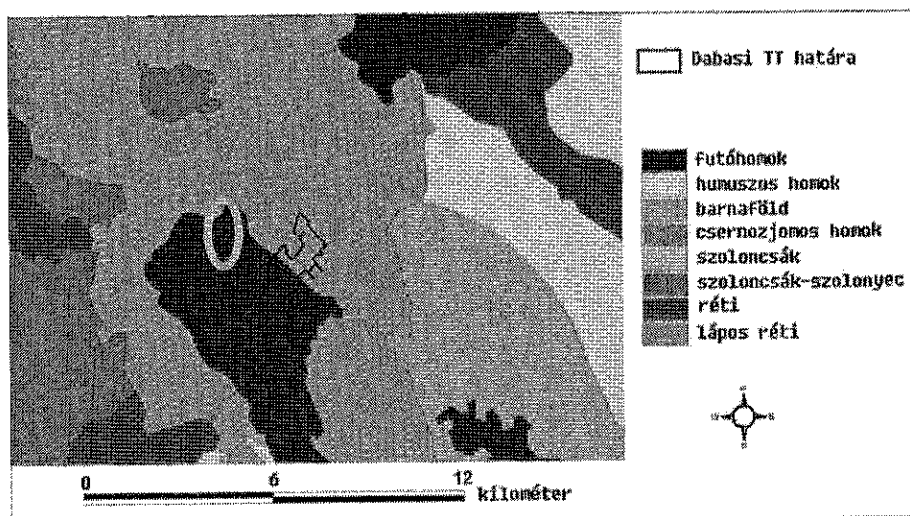 Dabasi TT határa
futóhomok
humuszos homok
barnaföld
csernozjomos homok
szoloncsák
szoloncsák-szolonyec
réti
lápos réti
0 6 12
kilométer